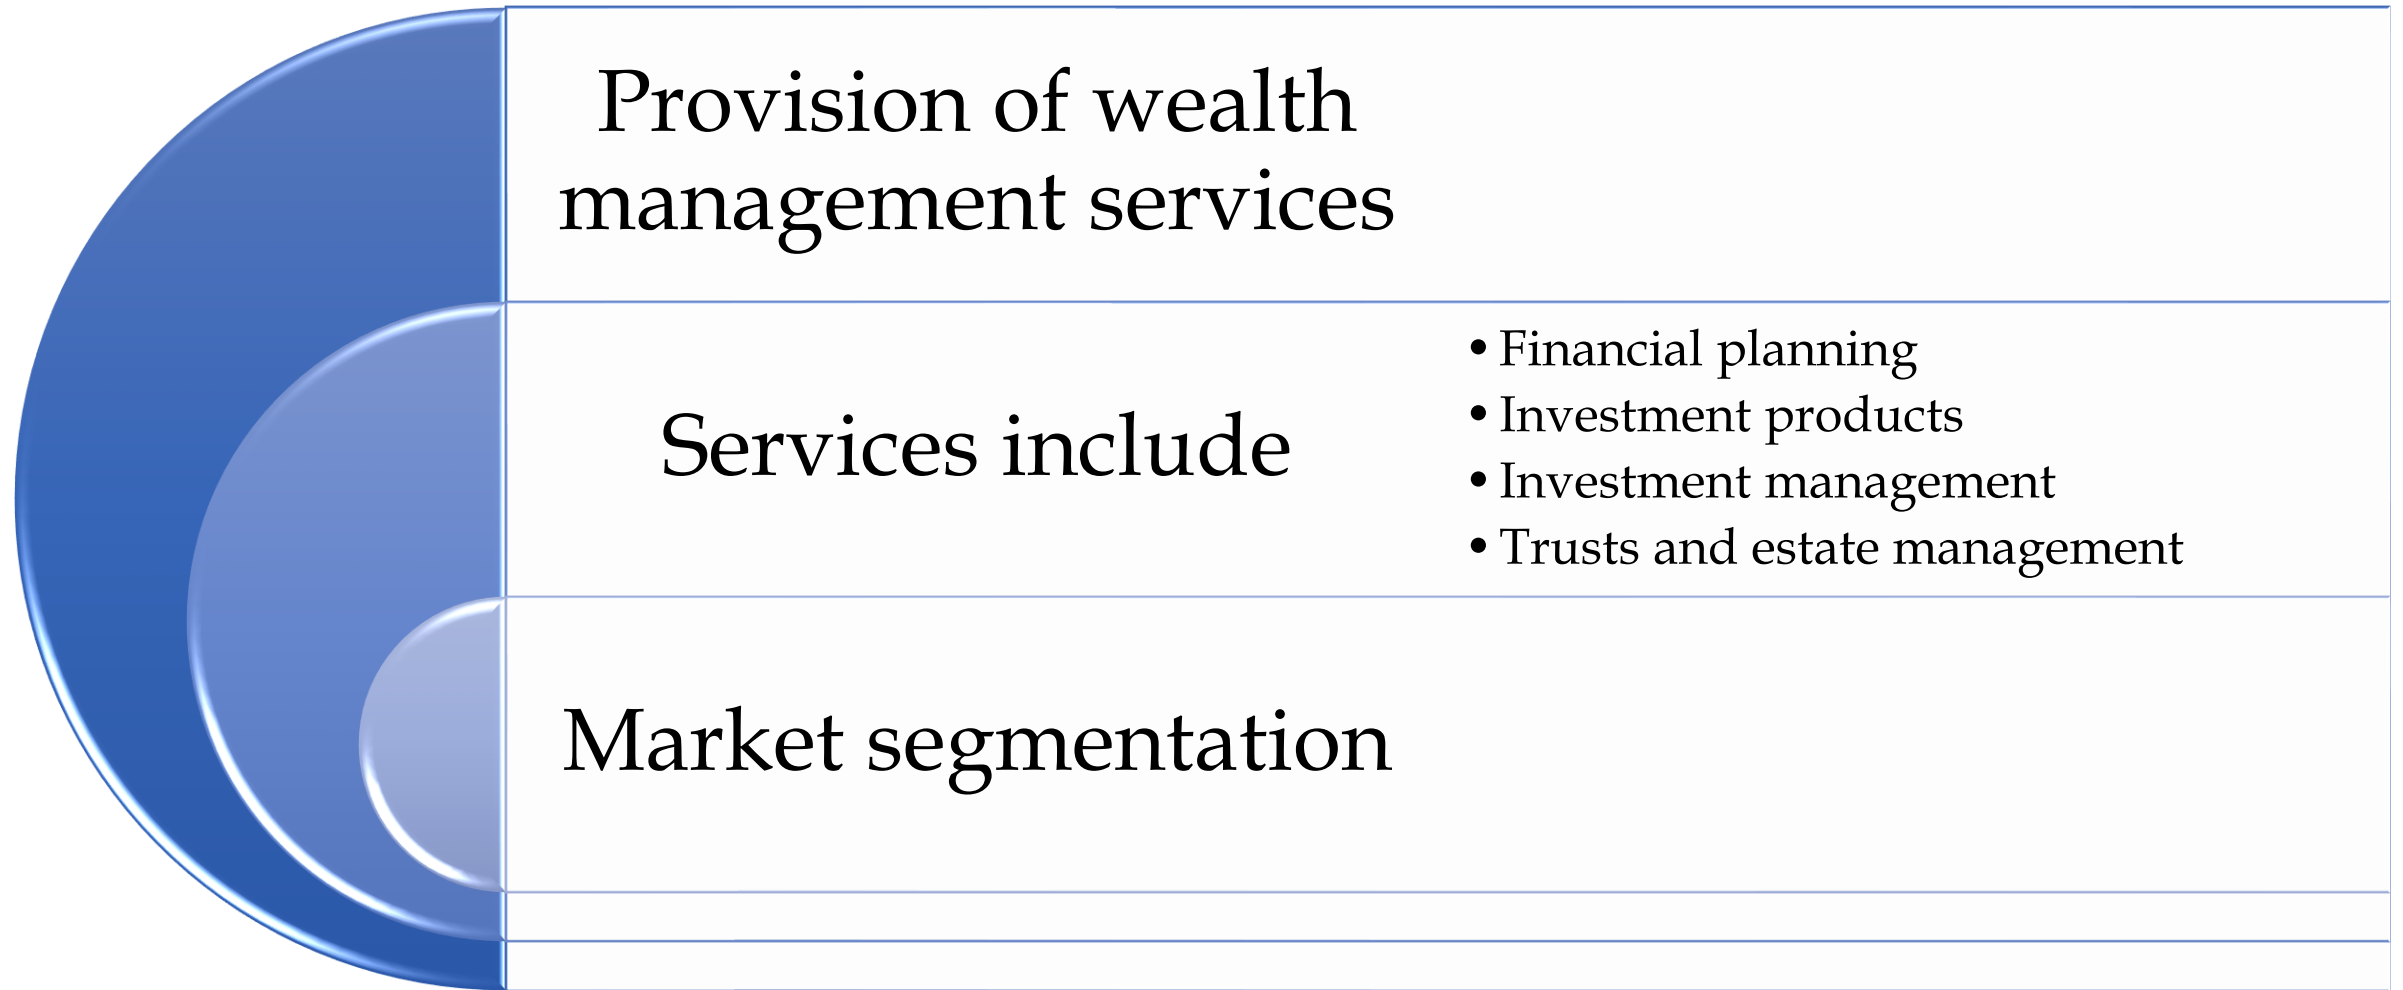 Provision of wealth
management services
Services include
• Financial planning
• Investment products
• Investment management
• Trusts and estate management
Market segmentation